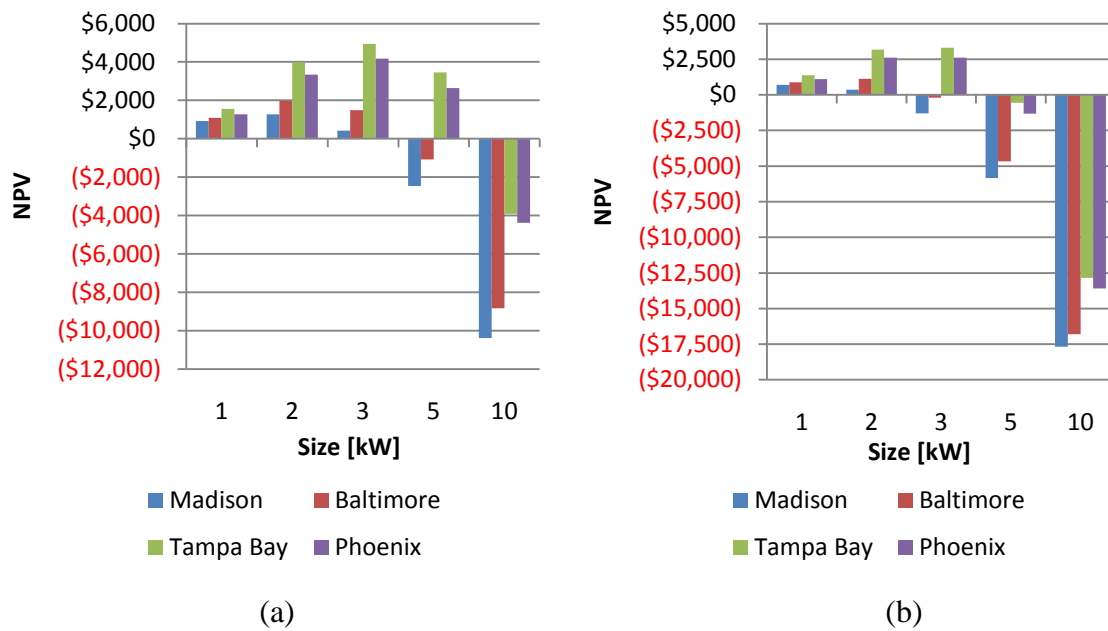 $6,000
$4,000
$2,000
$0
($2,000)
($4,000)
($6,000)
($8,000)
($10,000)
($12,000)
NPV
1 2 3 5 10
Size [kW]
Madison Baltimore
Tampa Bay Phoenix
(a)
$5,000
$2,500
$0
($2,500)
($5,000)
($7,500)
($10,000)
($12,500)
($15,000)
($17,500)
($20,000)
NPV
1 2 3 5 10
Size [kW]
Madison Baltimore
Tampa Bay Phoenix
(b)